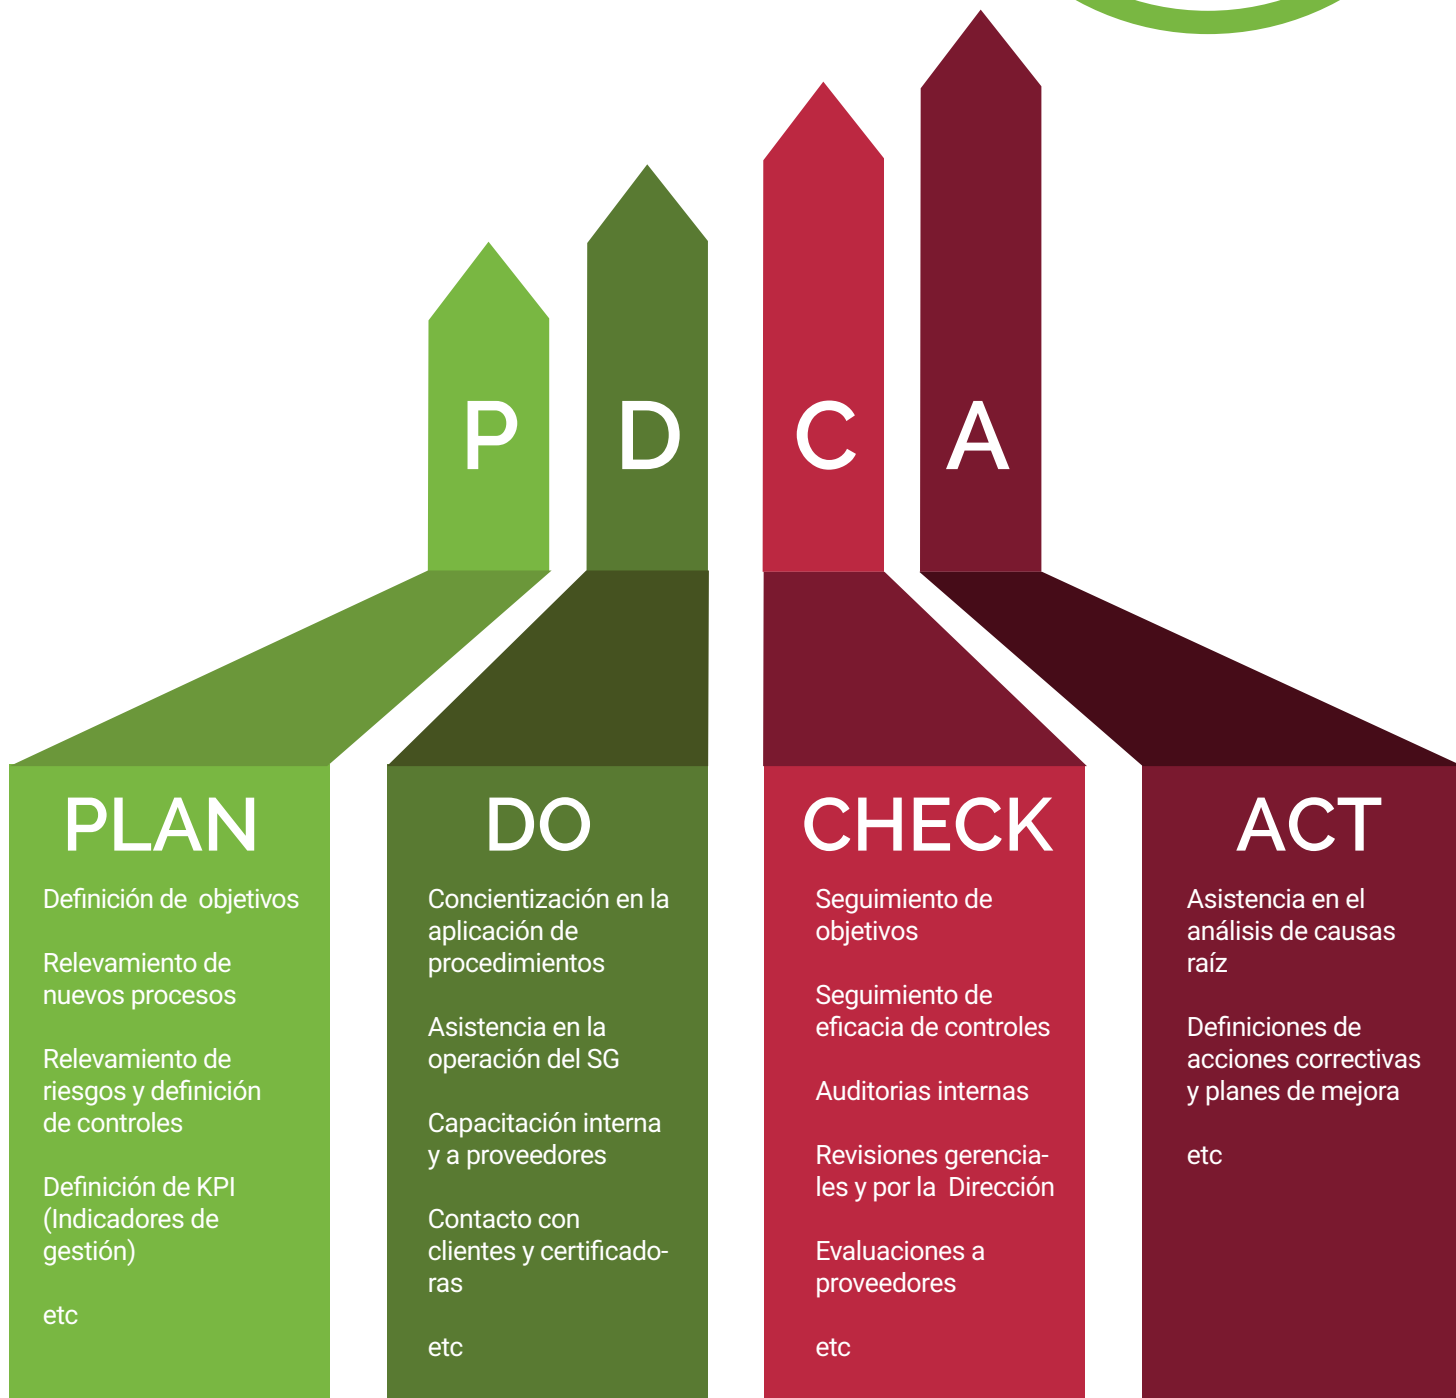 P
D
C
A
PLAN
Definición de  objetivos
Relevamiento de
nuevos procesos
Relevamiento de
riesgos y definición
de controles
Definición de KPI
(Indicadores de
gestión)
etc
DO
Concientización en la
aplicación de
procedimientos
Asistencia en la
operación del SG
Capacitación interna
y a proveedores
Contacto con
clientes y certificado-
ras
etc
CHECK
Seguimiento de
objetivos
Seguimiento de
eficacia de controles
Auditorias internas
Revisiones gerencia-
les y por la  Dirección
Evaluaciones a
proveedores
etc
ACT
Asistencia en el
análisis de causas
raíz
Definiciones de
acciones correctivas
y planes de mejora
etc